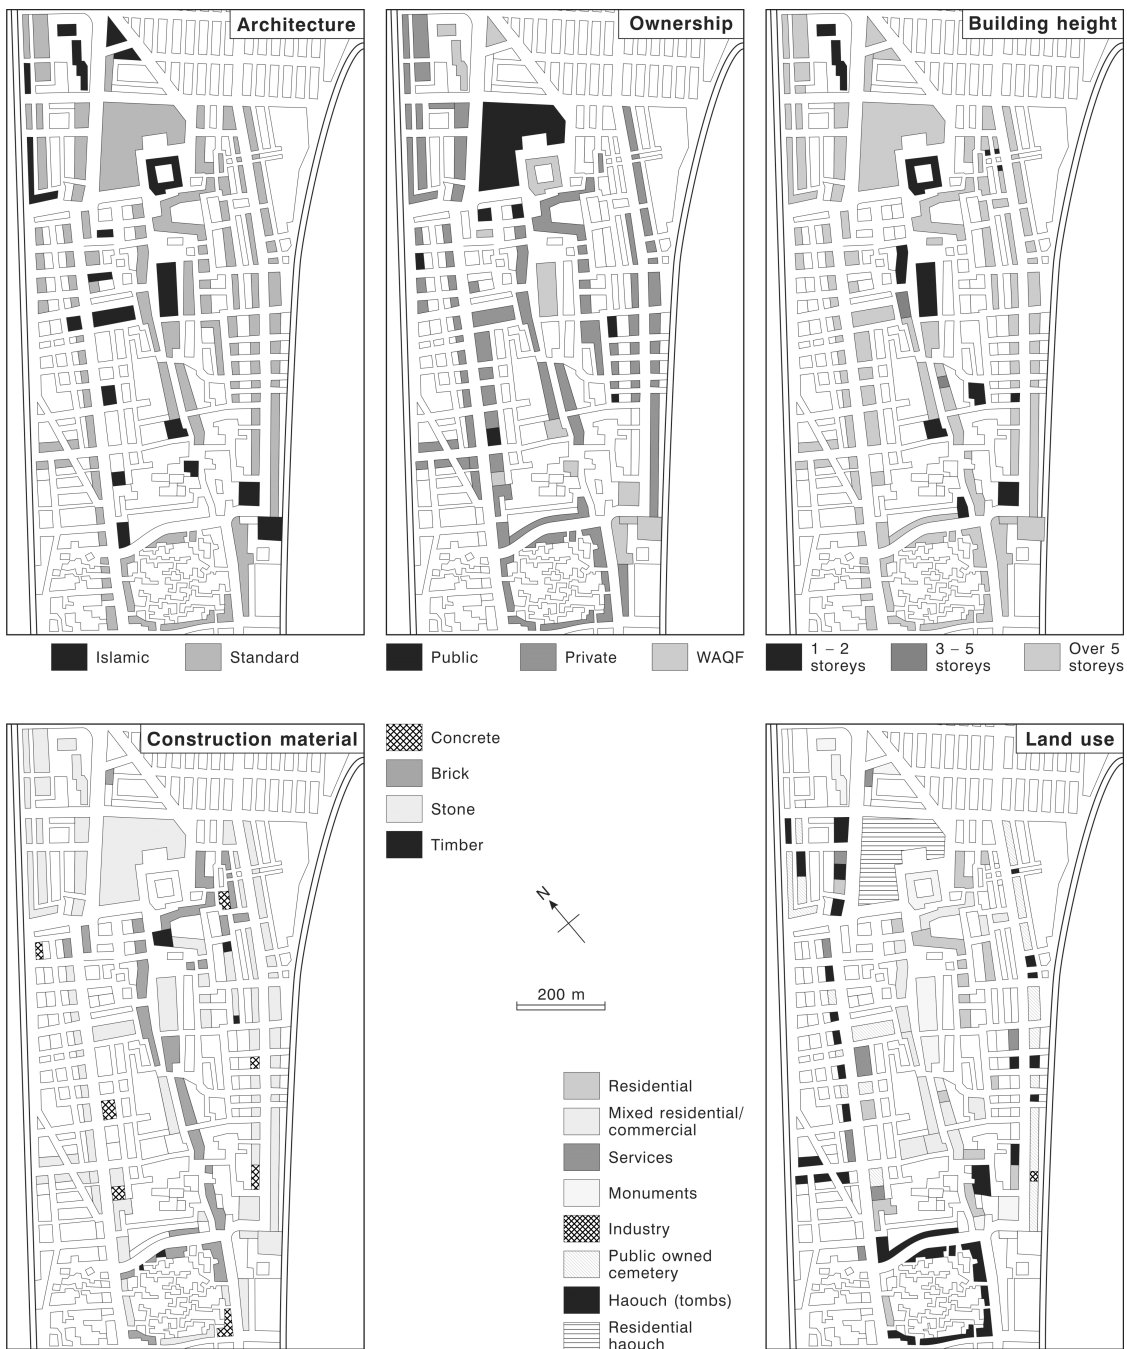 Architecture
Ownership
Building height
Islamic
Standard
Public
Private
WAQF
1 – 2
storeys
3 – 5
storeys
Over 5
storeys
Construction material
Concrete
Brick
Stone
Timber
Land use
N
200 m
Residential
Mixed residential/
commercial
Services
Monuments
Industry
Public owned
cemetery
Haouch (tombs)
Residential
haouch